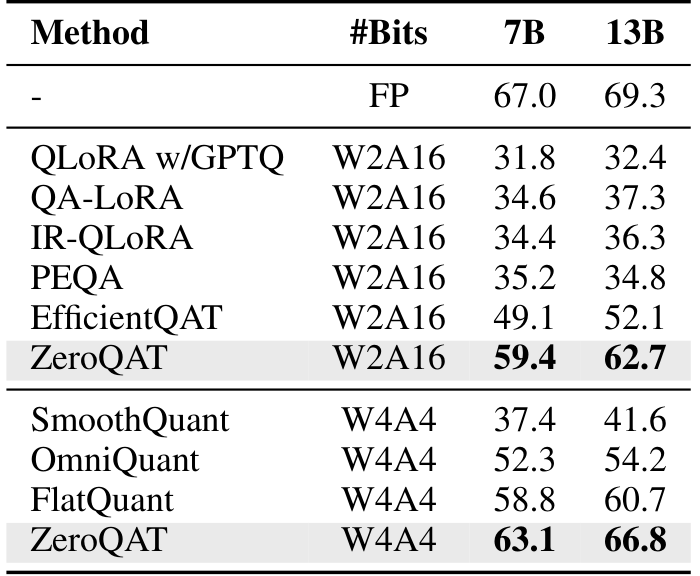 Method #Bits 7B 13B
- FP 67.0 69.3
QLoRA w/GPTQ W2A16 31.8 32.4
QA-LoRA W2A16 34.6 37.3
IR-QLoRA W2A16 34.4 36.3
PEQA W2A16 35.2 34.8
EfficientQAT W2A16 49.1 52.1
ZeroQAT W2A16 59.4 62.7
SmoothQuant W4A4 37.4 41.6
OmniQuant W4A4 52.3 54.2
FlatQuant W4A4 58.8 60.7
ZeroQAT W4A4 63.1 66.8